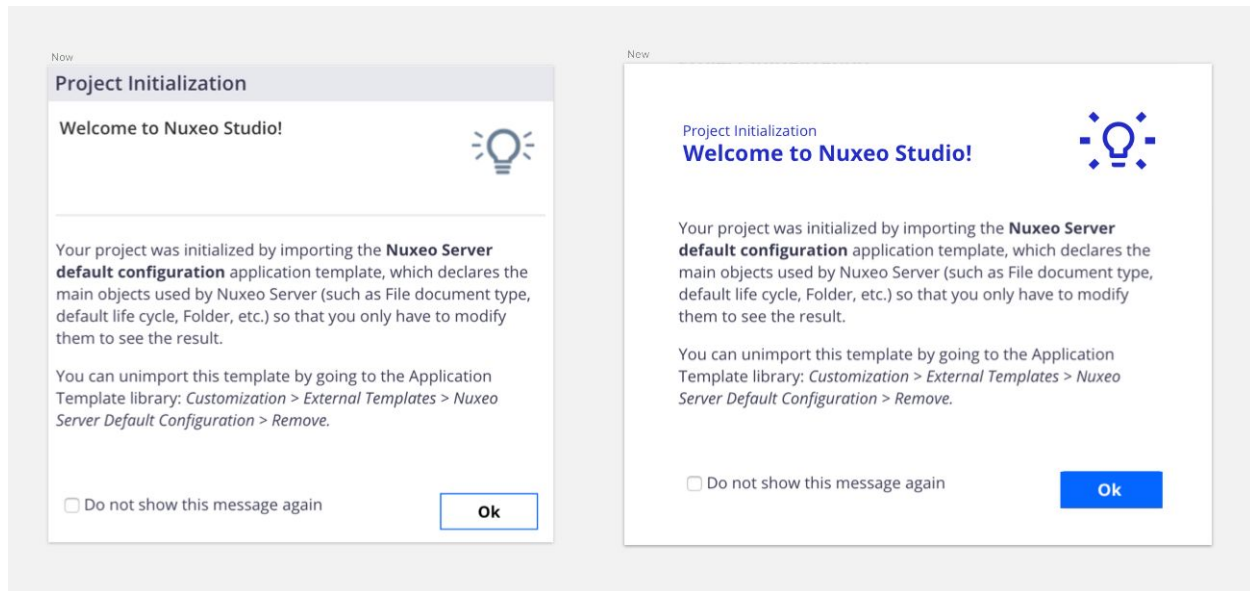 Now
Project Initialization
Welcome to Nuxeo Studio!
Your project was initialized by importing the Nuxeo Server
default configuration application template, which declares the
main objects used by Nuxeo Server (such as File document type,
default life cycle, Folder, etc.) so that you only have to modify
them to see the result.
You can unimport this template by going to the Application
Template library: Customization > External Templates > Nuxeo
Server Default Configuration > Remove.
Do not show this message again
Ok
New
Project Initialization
Welcome to Nuxeo Studio!
Your project was initialized by importing the Nuxeo Server
default configuration application template, which declares the
main objects used by Nuxeo Server (such as File document type,
default life cycle, Folder, etc.) so that you only have to modify
them to see the result.
You can unimport this template by going to the Application
Template library: Customization > External Templates > Nuxeo
Server Default Configuration > Remove.
Do not show this message again
Ok